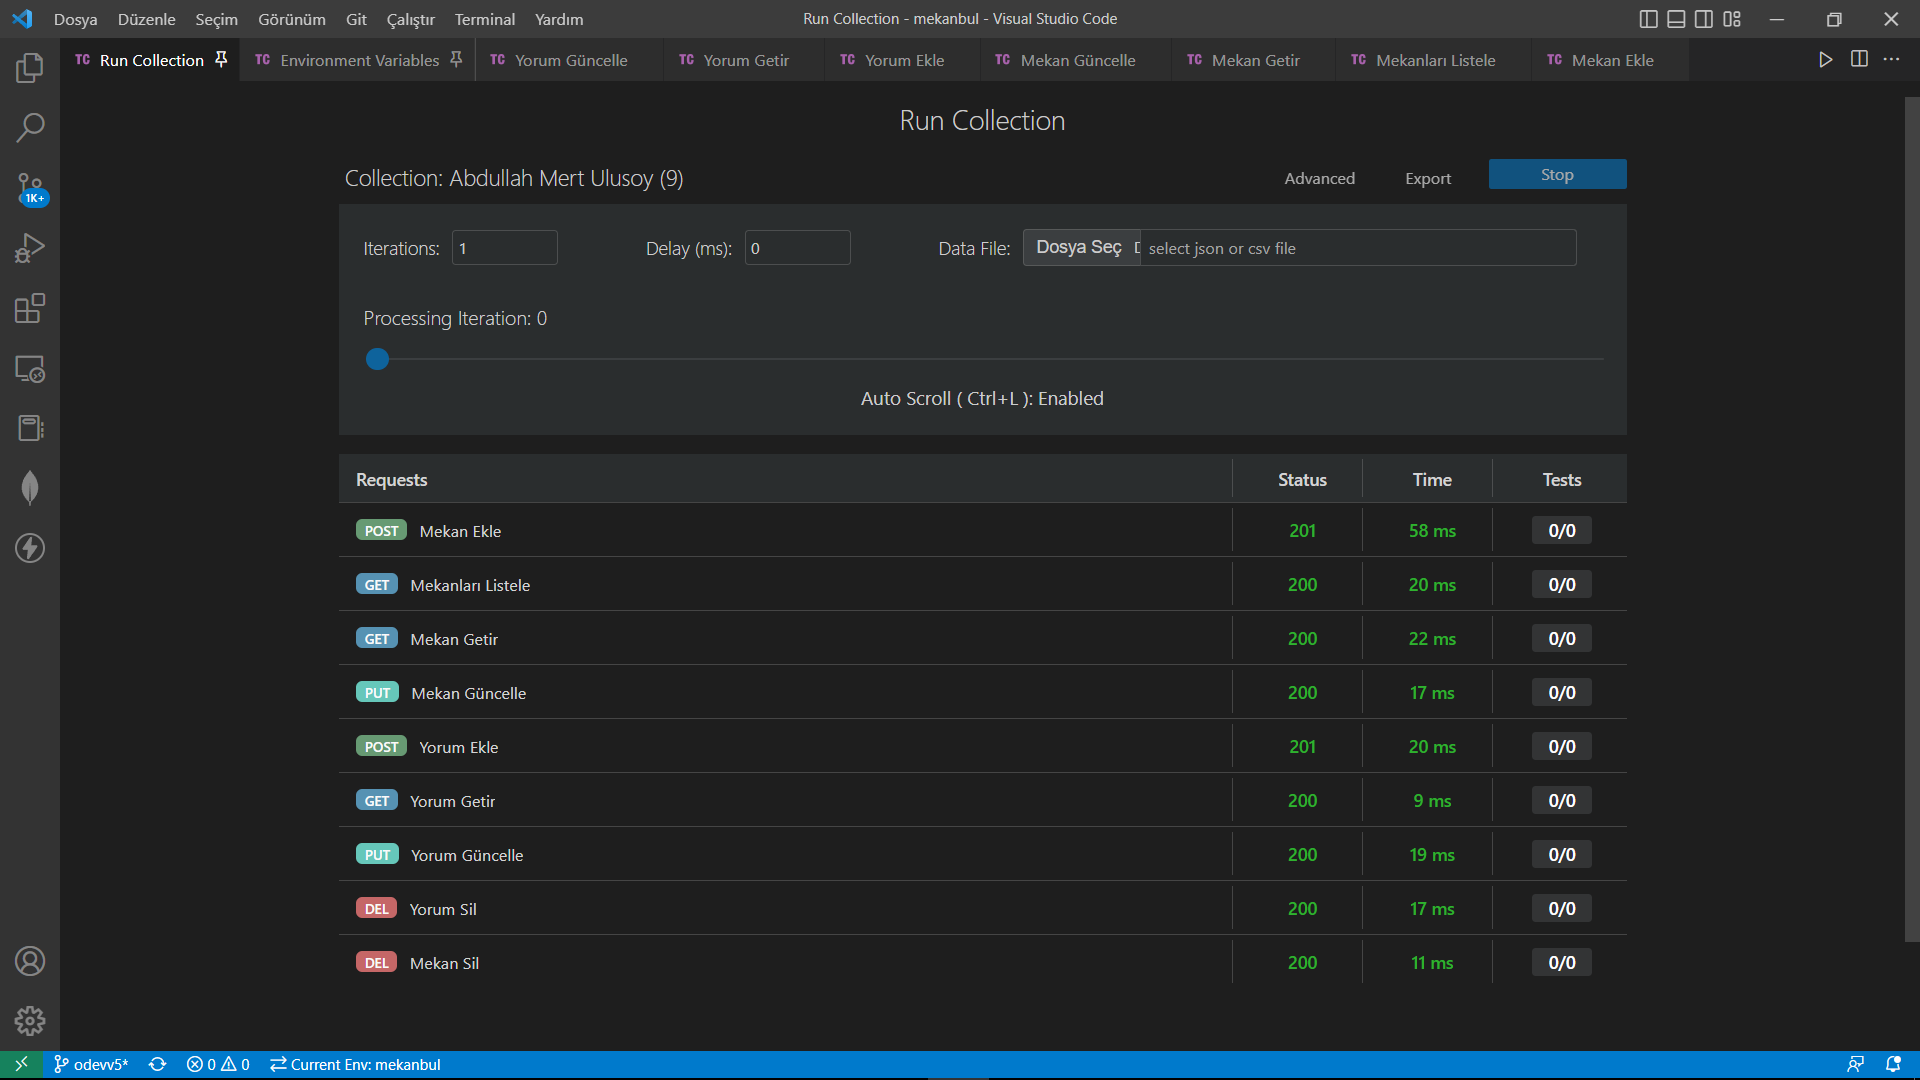 Dosya Düzenle Seçim Görünüm Git Çalıştır Terminal Yardım Run Collection - mekanbul - Visual Studio Code
TC Run Collection TC Environment Variables TC Yorum Güncelle TC Yorum Getir TC Yorum Ekle TC Mekan Güncelle TC Mekan Getir TC Mekanları Listele TC Mekan Ekle
Run Collection
Collection: Abdullah Mert Ulusoy (9) Advanced Export Stop
1K+
Iterations: 1 Delay (ms): 0 Data File: Dosya Seç select json or csv file
Processing Iteration: 0
Auto Scroll ( Ctrl+L ): Enabled
Requests Status Time Tests
POST Mekan Ekle 201 58 ms 0/0
GET Mekanları Listele 200 20 ms 0/0
GET Mekan Getir 200 22 ms 0/0
PUT Mekan Güncelle 200 17 ms 0/0
POST Yorum Ekle 201 20 ms 0/0
GET Yorum Getir 200 9 ms 0/0
PUT Yorum Güncelle 200 19 ms 0/0
DEL Yorum Sil 200 17 ms 0/0
DEL Mekan Sil 200 11 ms 0/0
odevv5* 0 0 Current Env: mekanbul